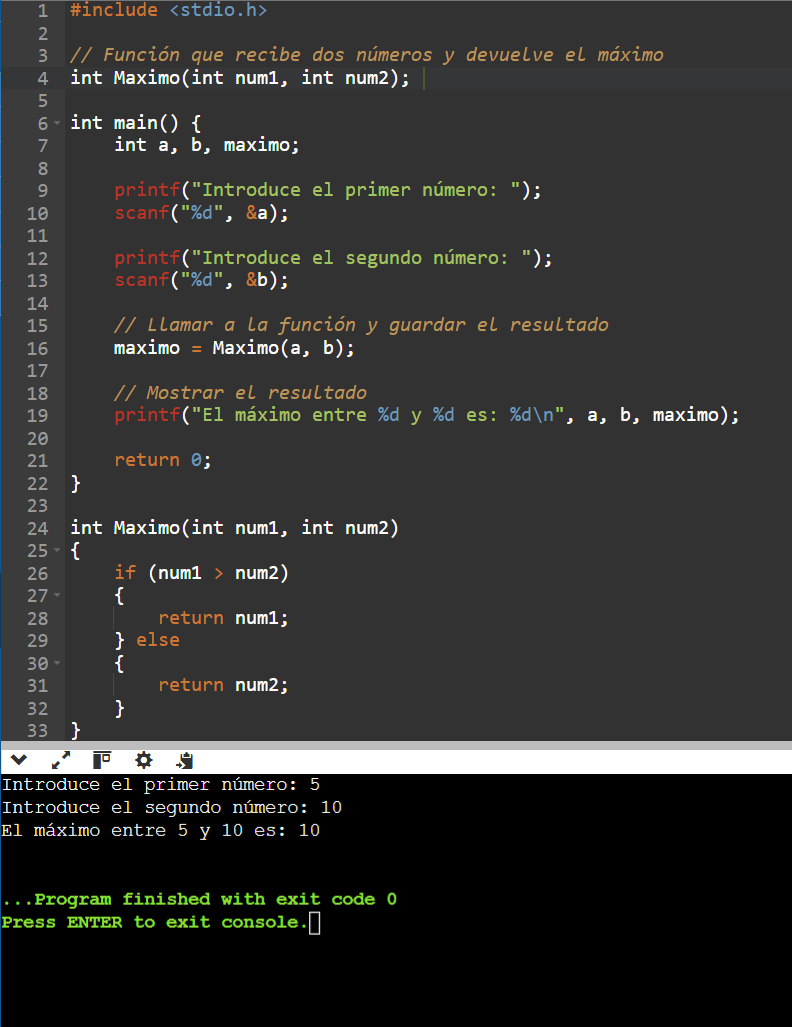 1 #include <stdio.h>
2
3 // Función que recibe dos números y devuelve el máximo
4 int Maximo(int num1, int num2);
5
6 int main() {
7     int a, b, maximo;
8
9     printf("Introduce el primer número: ");
10     scanf("%d", &a);
11
12     printf("Introduce el segundo número: ");
13     scanf("%d", &b);
14
15     // Llamar a la función y guardar el resultado
16     maximo = Maximo(a, b);
17
18     // Mostrar el resultado
19     printf("El máximo entre %d y %d es: %d\n", a, b, maximo);
20
21     return 0;
22 }
23
24 int Maximo(int num1, int num2)
25 {
26     if (num1 > num2)
27     {
28         return num1;
29     } else
30     {
31         return num2;
32     }
33 }
Introduce el primer número: 5
Introduce el segundo número: 10
El máximo entre 5 y 10 es: 10
...Program finished with exit code 0
Press ENTER to exit console.